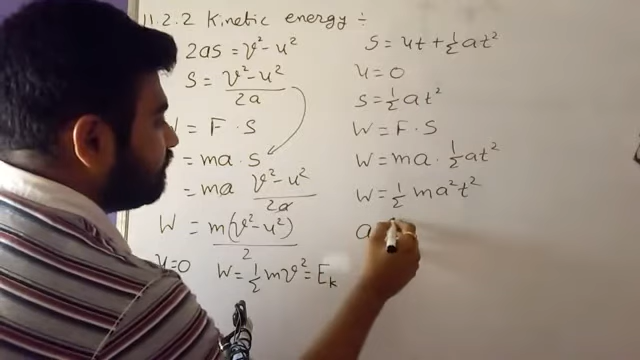 11.2.2 Kinetic energy ÷
2as = v² - u²
S = v² - u² / 2a
W = F · S
= ma · S
= ma v² - u² / 2a
W = m(v² - u²) / 2
u=0 W = ½ mv² = Eₖ
S = ut + ½ at²
u = 0
S = ½ at²
W = F · S
W = ma · ½ at²
W = ½ ma²t²
a